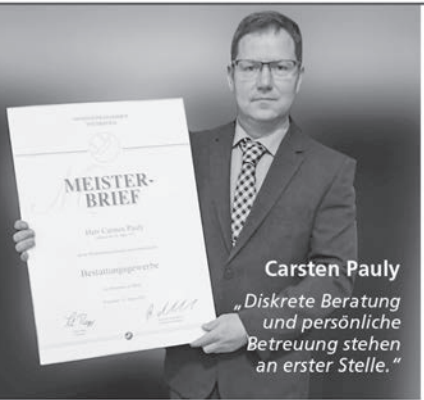 MEISTER-
BRIEF
Herr Carsten Pauly
Bestattungsgewerbe
Carsten Pauly
„Diskrete Beratung
und persönliche
Betreuung stehen
an erster Stelle.“